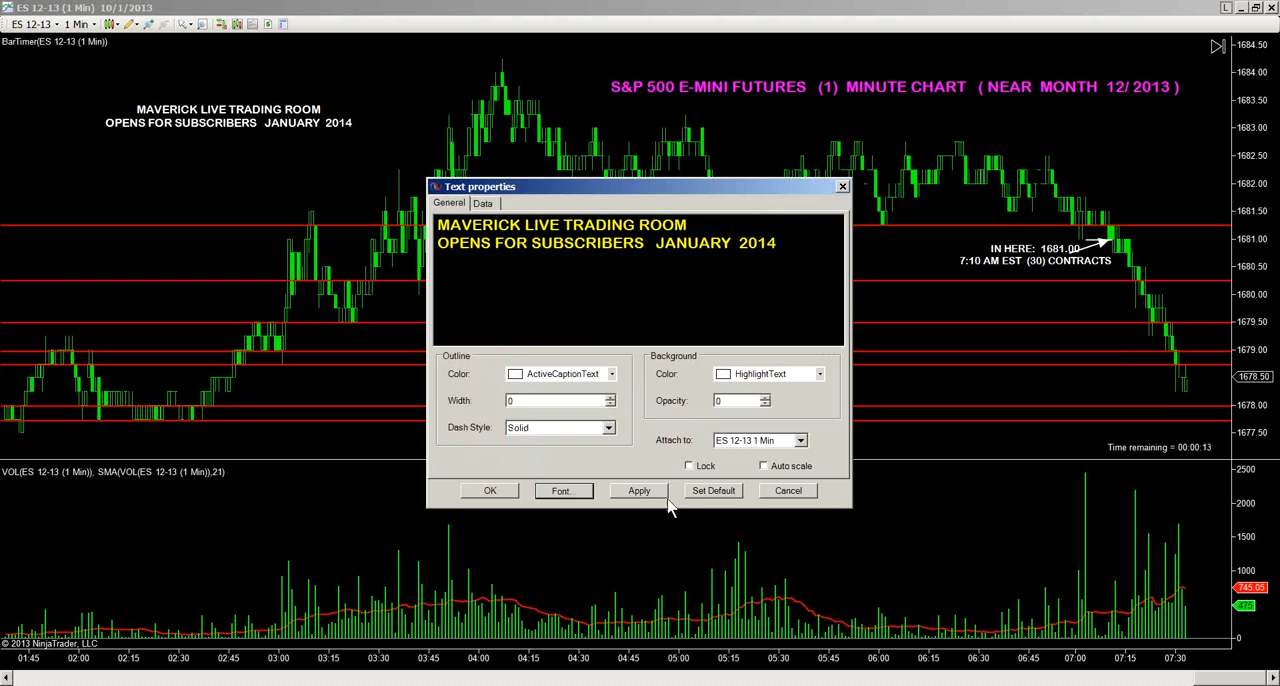 ES 12-13 (1 Min) 10/1/2013
L
ES 12-13
1 Min
BarTimer(ES 12-13 (1 Min))
S&P 500 E-MINI FUTURES (1) MINUTE CHART ( NEAR MONTH 12/ 2013 )
MAVERICK LIVE TRADING ROOM
OPENS FOR SUBSCRIBERS JANUARY 2014
1684.50
1684.00
1683.50
1683.00
1682.50
1682.00
1681.50
1681.00
1680.50
1680.00
1679.50
1679.00
1678.50
1678.00
1677.50
IN HERE: 1681.00
7:10 AM EST (30) CONTRACTS
Text properties
General
Data
MAVERICK LIVE TRADING ROOM
OPENS FOR SUBSCRIBERS JANUARY 2014
Outline
Color:
ActiveCaptionText
Width:
0
Dash Style:
Solid
Background
Color:
HighlightText
Opacity:
0
Attach to:
ES 12-13 1 Min
Lock
Auto scale
OK
Font...
Apply
Set Default
Cancel
Time remaining = 00:00:13
VOL(ES 12-13 (1 Min)), SMA(VOL(ES 12-13 (1 Min)),21)
2500
2000
1500
1000
745.05
475
0
© 2013 NinjaTrader, LLC
01:45 02:00 02:15 02:30 02:45 03:00 03:15 03:30 03:45 04:00 04:15 04:30 04:45 05:00 05:15 05:30 05:45 06:00 06:15 06:30 06:45 07:00 07:15 07:30